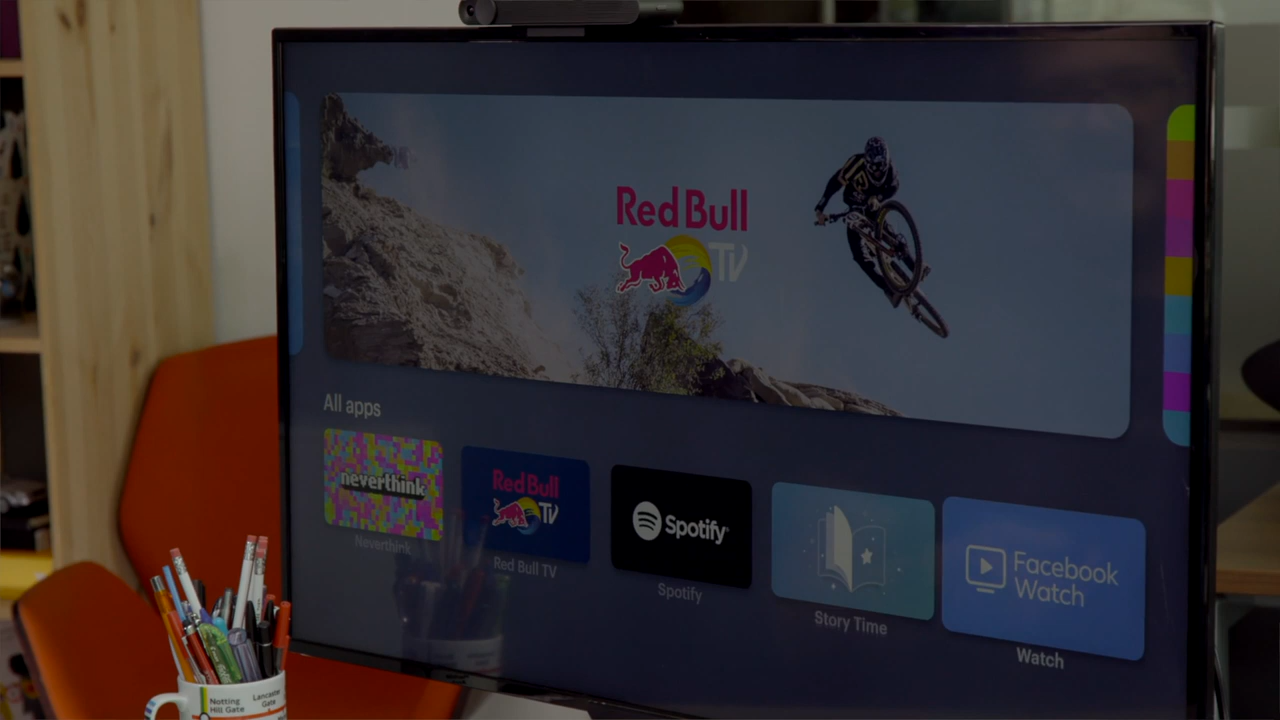 Red Bull
TV
All apps
neverthink
Neverthink
Red Bull
TV
Red Bull TV
Spotify
Spotify
Story Time
Facebook
Watch
Watch
Notting
Hill Gate
Lancaster
Gate